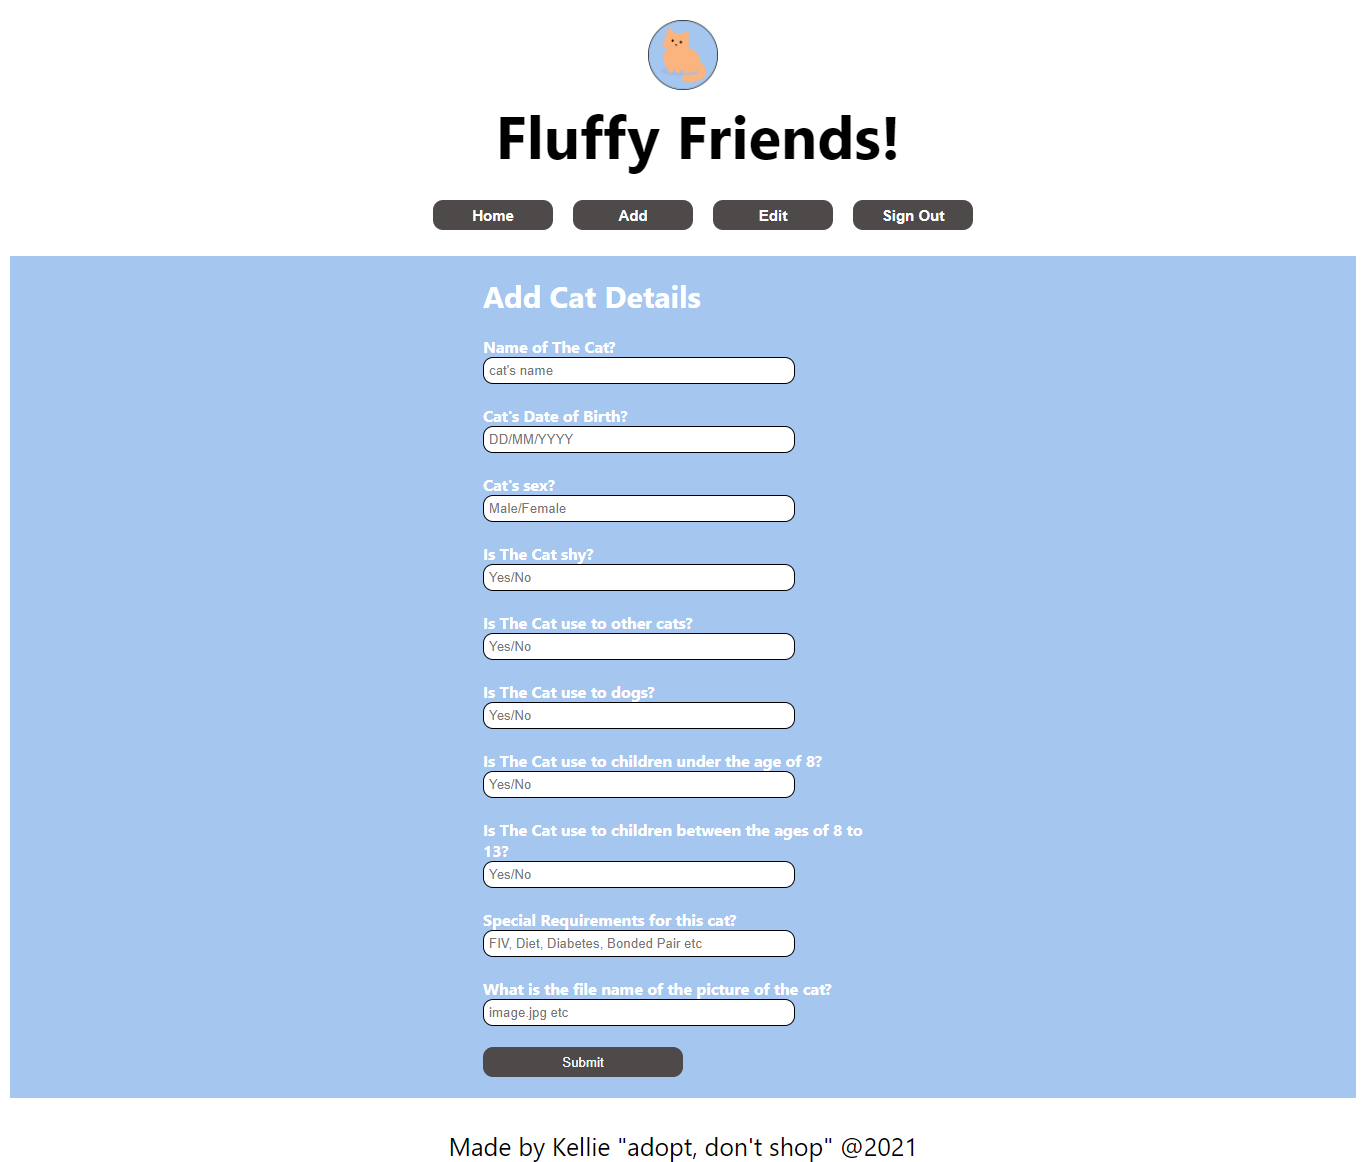 Fluffy Friends!
Home Add Edit Sign Out
Add Cat Details
Name of The Cat?
cat's name
Cat's Date of Birth?
DD/MM/YYYY
Cat's sex?
Male/Female
Is The Cat shy?
Yes/No
Is The Cat use to other cats?
Yes/No
Is The Cat use to dogs?
Yes/No
Is The Cat use to children under the age of 8?
Yes/No
Is The Cat use to children between the ages of 8 to
13?
Yes/No
Special Requirements for this cat?
FIV, Diet, Diabetes, Bonded Pair etc
What is the file name of the picture of the cat?
image.jpg etc
Submit
Made by Kellie "adopt, don't shop" @2021